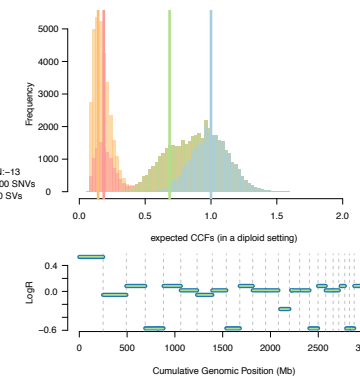 5000
4000
3000
2000
1000
0
Frequency
N:−13
00 SNVs
0 SVs
0.0 0.5 1.0 1.5 2.0
expected CCFs (in a diploid setting)
0.4
0.0
−0.6
LogR
0 500 1000 1500 2000 2500
Cumulative Genomic Position (Mb)